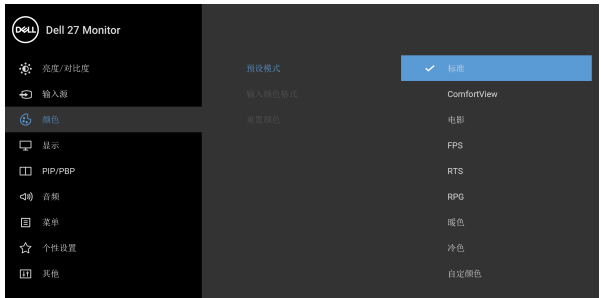 DELL Dell 27 Monitor
亮度/对比度 预设模式 标准
输入源 输入颜色格式 ComfortView
颜色 重置颜色 电影
显示 FPS
PIP/PBP RTS
音频 RPG
菜单 暖色
个性设置 冷色
其他 自定颜色